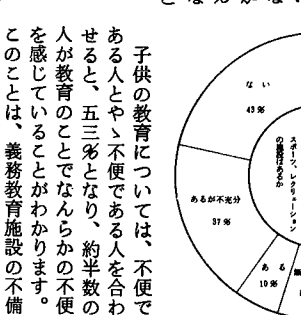 子供の教育については、不便で
ある人とやゝ不便である人を合わ
せると、五三%となり、約半数の
人が教育のことでなんらかの不便
を感じていることがわかります。
このことは、義務教育施設の不備
ない
43%
スポーツ、レクリェーション
の施設はあるか
あるが不充分
37%
ある
10%